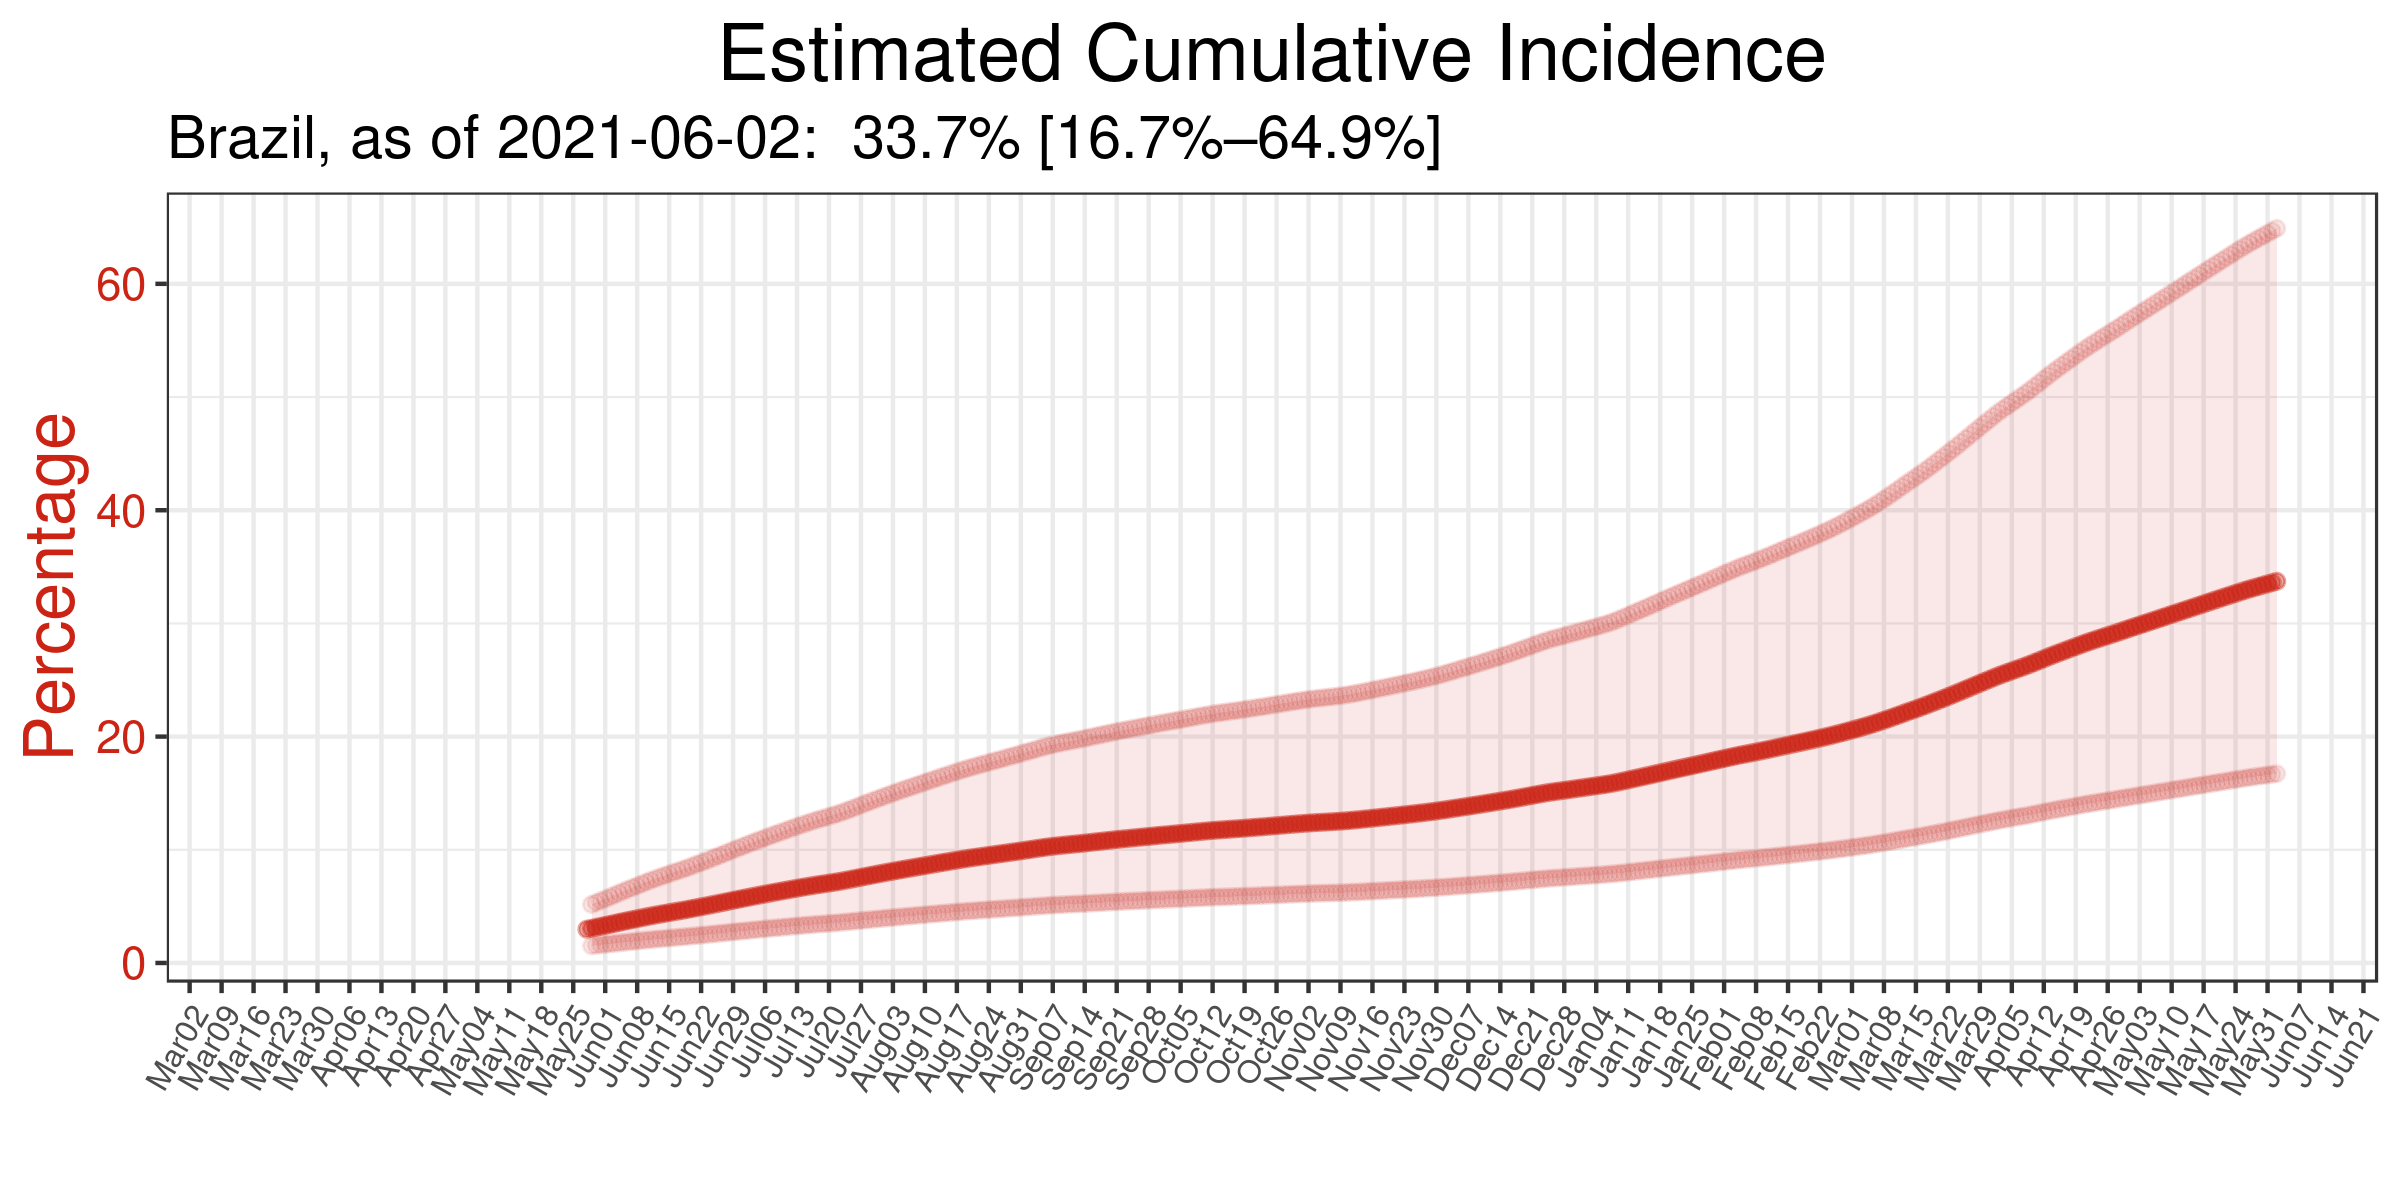 Estimated Cumulative Incidence
Brazil, as of 2021-06-02:  33.7% [16.7%–64.9%]
Percentage
60
40
20
0
Mar02
Mar09
Mar16
Mar23
Mar30
Apr06
Apr13
Apr20
Apr27
May04
May11
May18
May25
Jun01
Jun08
Jun15
Jun22
Jun29
Jul06
Jul13
Jul20
Jul27
Aug03
Aug10
Aug17
Aug24
Aug31
Sep07
Sep14
Sep21
Sep28
Oct05
Oct12
Oct19
Oct26
Nov02
Nov09
Nov16
Nov23
Nov30
Dec07
Dec14
Dec21
Dec28
Jan04
Jan11
Jan18
Jan25
Feb01
Feb08
Feb15
Feb22
Mar01
Mar08
Mar15
Mar22
Mar29
Apr05
Apr12
Apr19
Apr26
May03
May10
May17
May24
May31
Jun07
Jun14
Jun21